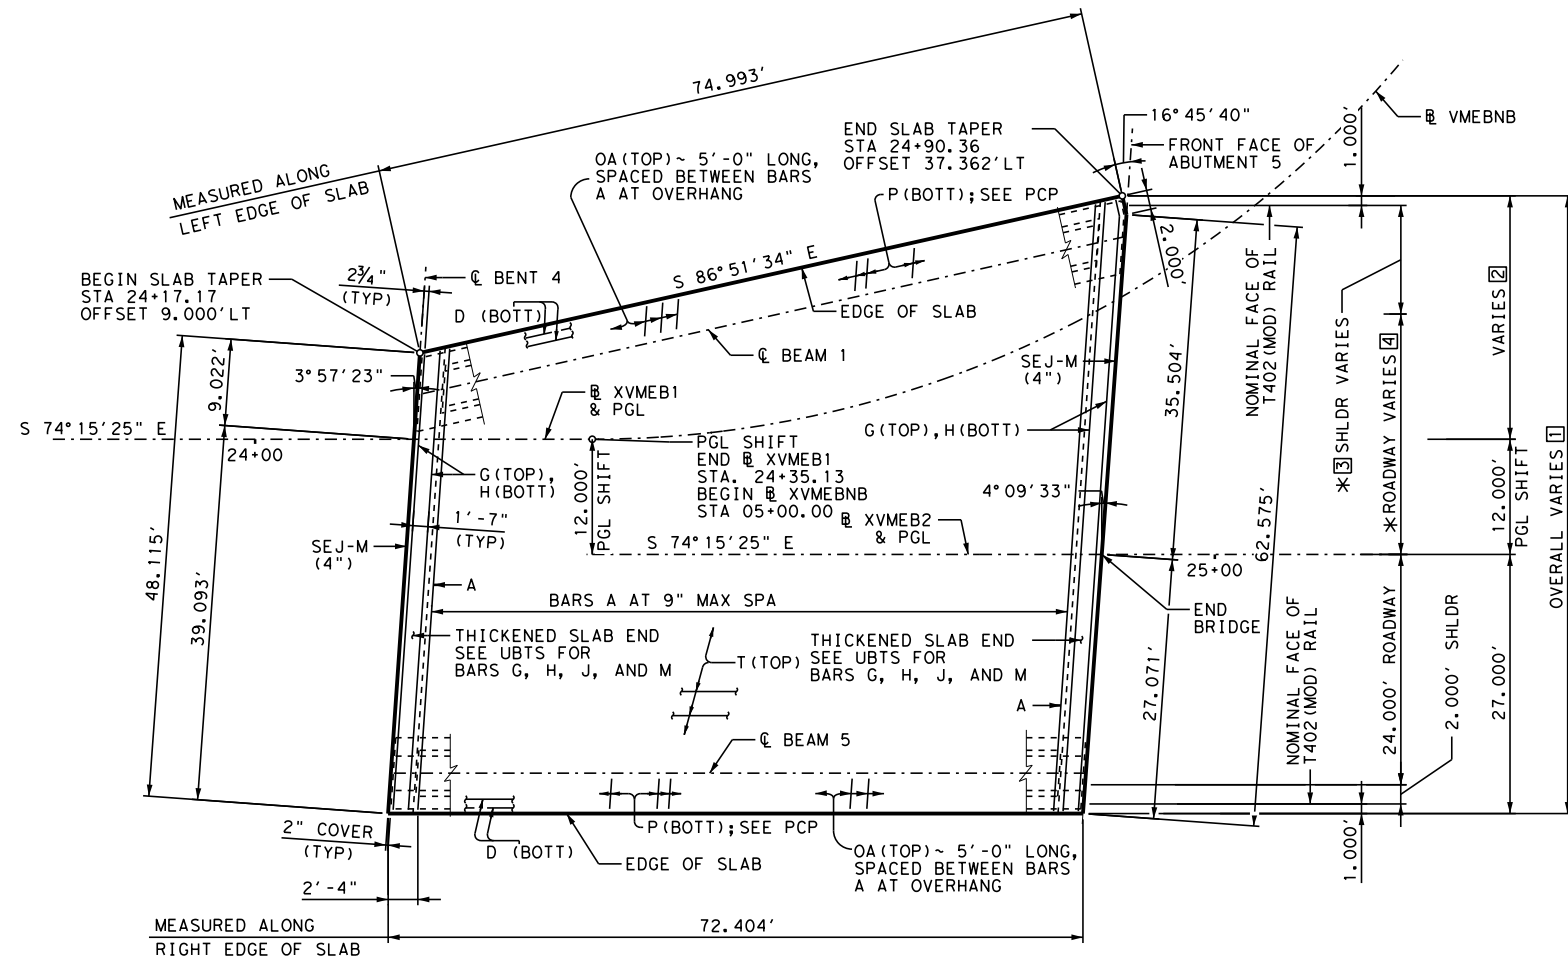 74.993'
MEASURED ALONG
LEFT EDGE OF SLAB
OA(TOP)~ 5'-0" LONG,
SPACED BETWEEN BARS
A AT OVERHANG
END SLAB TAPER
STA 24+90.36
OFFSET 37.362'LT
16°45'40"
FRONT FACE OF
ABUTMENT 5
P(BOTT);SEE PCP
1.000'
℄ VMEBNB
BEGIN SLAB TAPER
STA 24+17.17
OFFSET 9.000'LT
2¾"
(TYP)
℄ BENT 4
D (BOTT)
S 86°51'34" E
EDGE OF SLAB
2.000'
℄ BEAM 1
3°57'23"
9.022'
S 74°15'25" E
24+00
℄ XVMEB1
& PGL
SEJ-M
(4")
G(TOP),H(BOTT)
35.504'
NOMINAL FACE OF
T402(MOD) RAIL
*3 SHLDR VARIES
*ROADWAY VARIES 4
VARIES 2
OVERALL VARIES 1
G(TOP),
H(BOTT)
12.000'
PGL SHIFT
PGL SHIFT
END ℄ XVMEB1
STA. 24+35.13
BEGIN ℄ XVMEBNB
STA 05+00.00
4°09'33"
62.575'
12.000'
PGL SHIFT
1'-7"
(TYP)
SEJ-M
(4")
48.115'
39.093'
S 74°15'25" E
℄ XVMEB2
& PGL
25+00
A
BARS A AT 9" MAX SPA
END
BRIDGE
THICKENED SLAB END
SEE UBTS FOR
BARS G, H, J, AND M
T(TOP)
THICKENED SLAB END
SEE UBTS FOR
BARS G, H, J, AND M
A
27.071'
NOMINAL FACE OF
T402(MOD) RAIL
24.000' ROADWAY
2.000' SHLDR
27.000'
℄ BEAM 5
2" COVER
(TYP)
D (BOTT)
P(BOTT);SEE PCP
EDGE OF SLAB
OA(TOP)~ 5'-0" LONG,
SPACED BETWEEN BARS
A AT OVERHANG
1.000'
2'-4"
MEASURED ALONG
RIGHT EDGE OF SLAB
72.404'